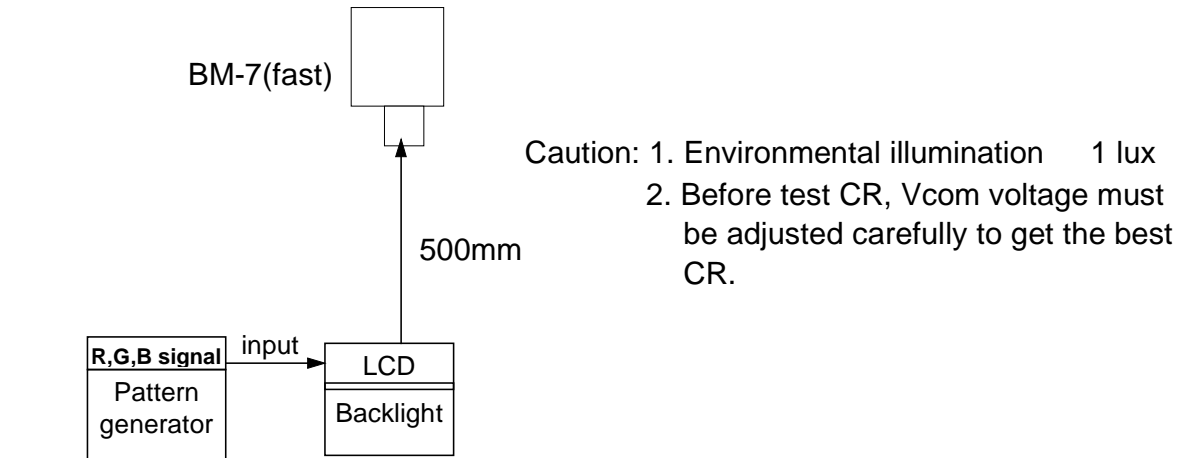 BM-7(fast)
Caution: 1. Environmental illumination 1 lux
2. Before test CR, Vcom voltage must
be adjusted carefully to get the best
CR.
500mm
R,G,B signal
input
LCD
Pattern
generator
Backlight